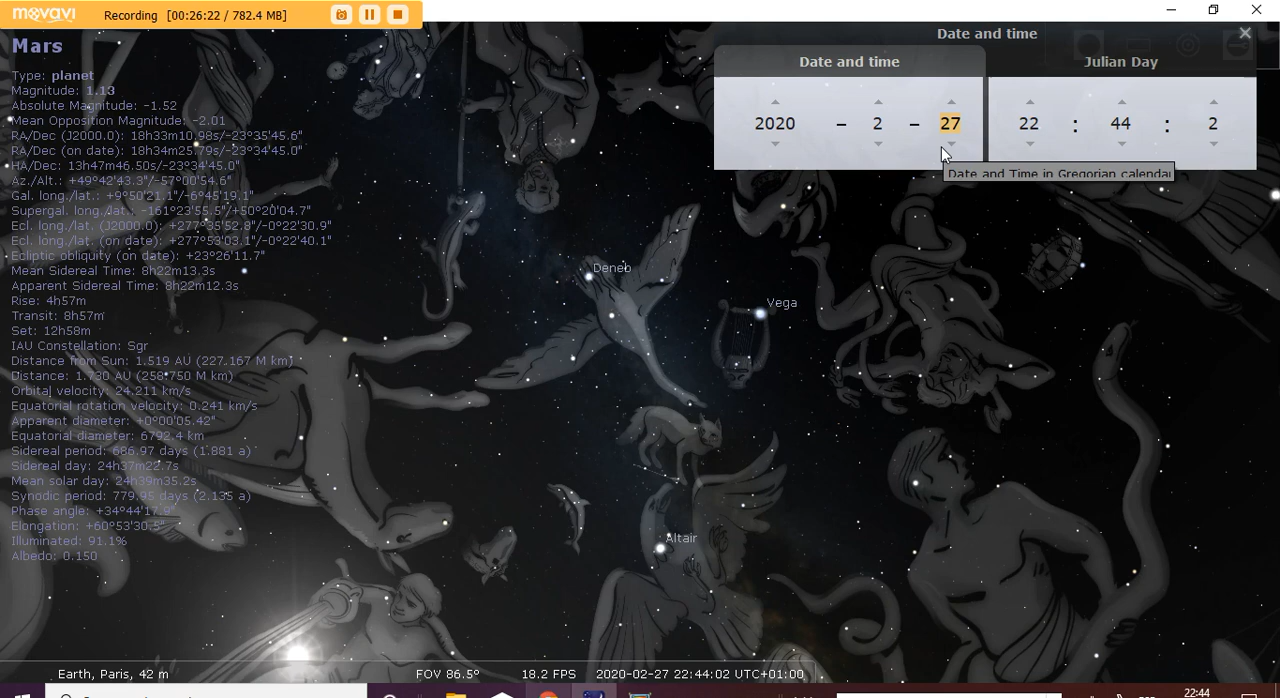 movavi
Recording [00:26:22 / 782.4 MB]
Mars
Type: planet
Magnitude: 1.13
Absolute Magnitude: -1.52
Mean Opposition Magnitude: -2.01
RA/Dec (J2000.0): 18h33m10.98s/-23°35'45.6"
RA/Dec (on date): 18h34m25.79s/-23°34'45.0"
HA/Dec: 13h47m46.50s/-23°34'45.0"
Az./Alt.: +49°42'43.3"/-57°00'54.6"
Gal. long./lat.: +9°50'21.1"/-6°45'19.1"
Supergal. long./lat.: -161°23'55.5"/+50°20'04.7"
Ecl. long./lat. (J2000.0): +277°35'52.8"/-0°22'30.9"
Ecl. long./lat. (on date): +277°53'03.1"/-0°22'40.1"
Ecliptic obliquity (on date): +23°26'11.7"
Mean Sidereal Time: 8h22m13.3s
Apparent Sidereal Time: 8h22m12.3s
Rise: 4h57m
Transit: 8h57m
Set: 12h58m
IAU Constellation: Sgr
Distance from Sun: 1.519 AU (227.167 M km)
Distance: 1.730 AU (258.750 M km)
Orbital velocity: 24.211 km/s
Equatorial rotation velocity: 0.241 km/s
Apparent diameter: +0°00'05.42"
Equatorial diameter: 6792.4 km
Sidereal period: 686.97 days (1.881 a)
Sidereal day: 24h37m22.7s
Mean solar day: 24h39m35.2s
Synodic period: 779.95 days (2.135 a)
Phase angle: +34°44'17.9"
Elongation: +60°53'30.5"
Illuminated: 91.1%
Albedo: 0.150
Date and time
Date and time Julian Day
2020 - 2 - 27 22 : 44 : 2
Date and Time in Gregorian calendar
Deneb
Vega
Altair
Earth, Paris, 42 m FOV 86.5° 18.2 FPS 2020-02-27 22:44:02 UTC+01:00
22:44